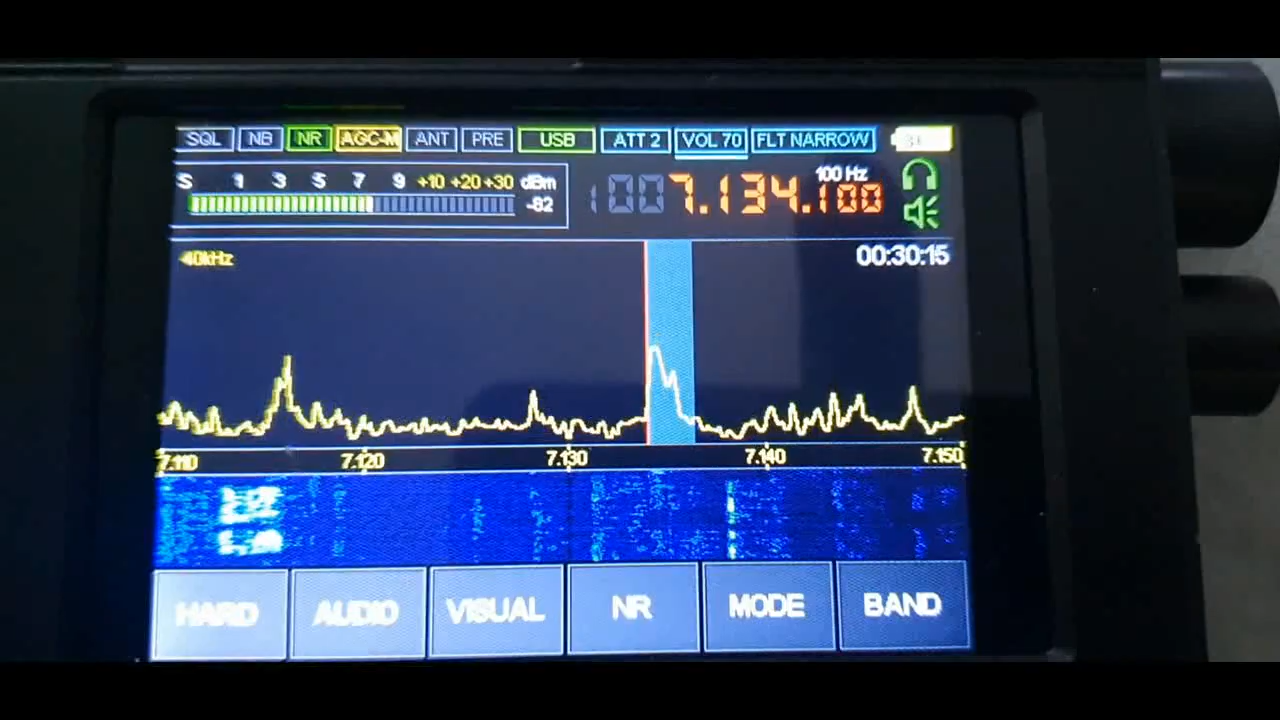 SQL NB NR AGC-M ANT PRE USB ATT 2 VOL 70 FLT NARROW
S 1 3 5 7 9 +10 +20 +30 dBm
-82
100 7.134.100
100 Hz
40kHz 00:30:15
7.110 7.120 7.130 7.140 7.150
HARD AUDIO VISUAL NR MODE BAND